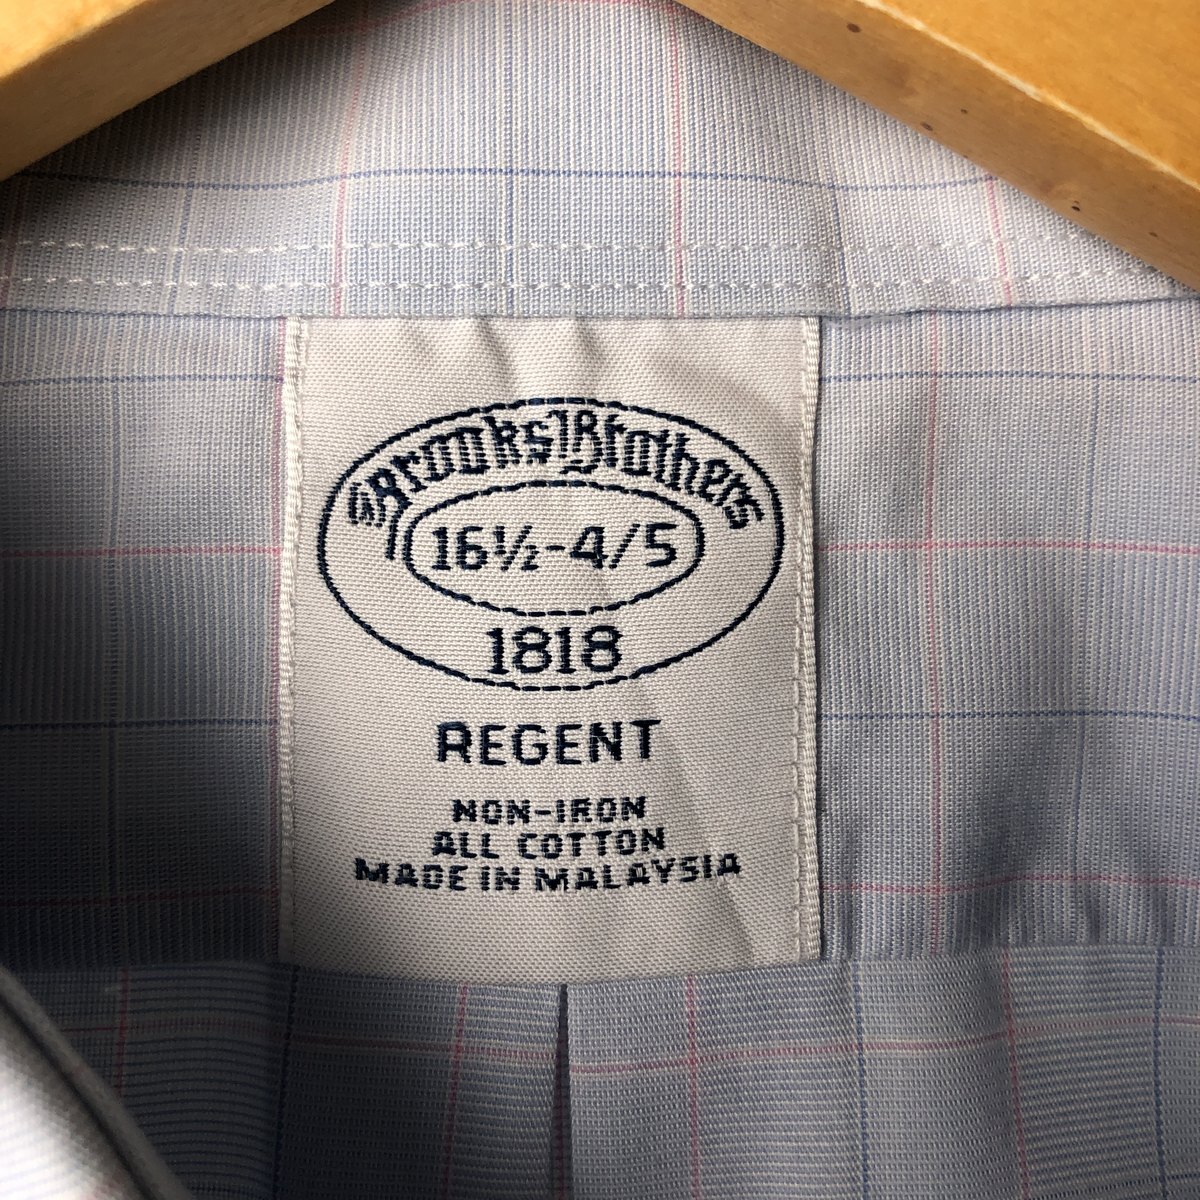 Brooks Brothers
16½-4/5
1818
REGENT
NON-IRON
ALL COTTON
MADE IN MALAYSIA